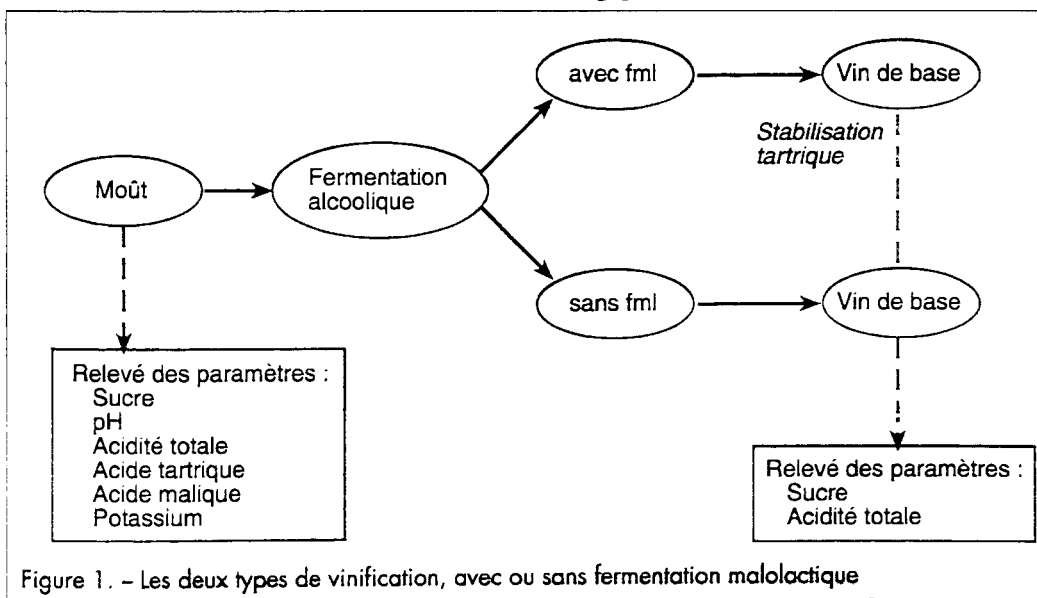 avec fml
Vin de base
Stabilisation
tartrique
Moût
Fermentation
alcoolique
sans fml
Vin de base
Relevé des paramètres :
Sucre
pH
Acidité totale
Acide tartrique
Acide malique
Potassium
Relevé des paramètres :
Sucre
Acidité totale
Figure 1. – Les deux types de vinification, avec ou sans fermentation malolactique